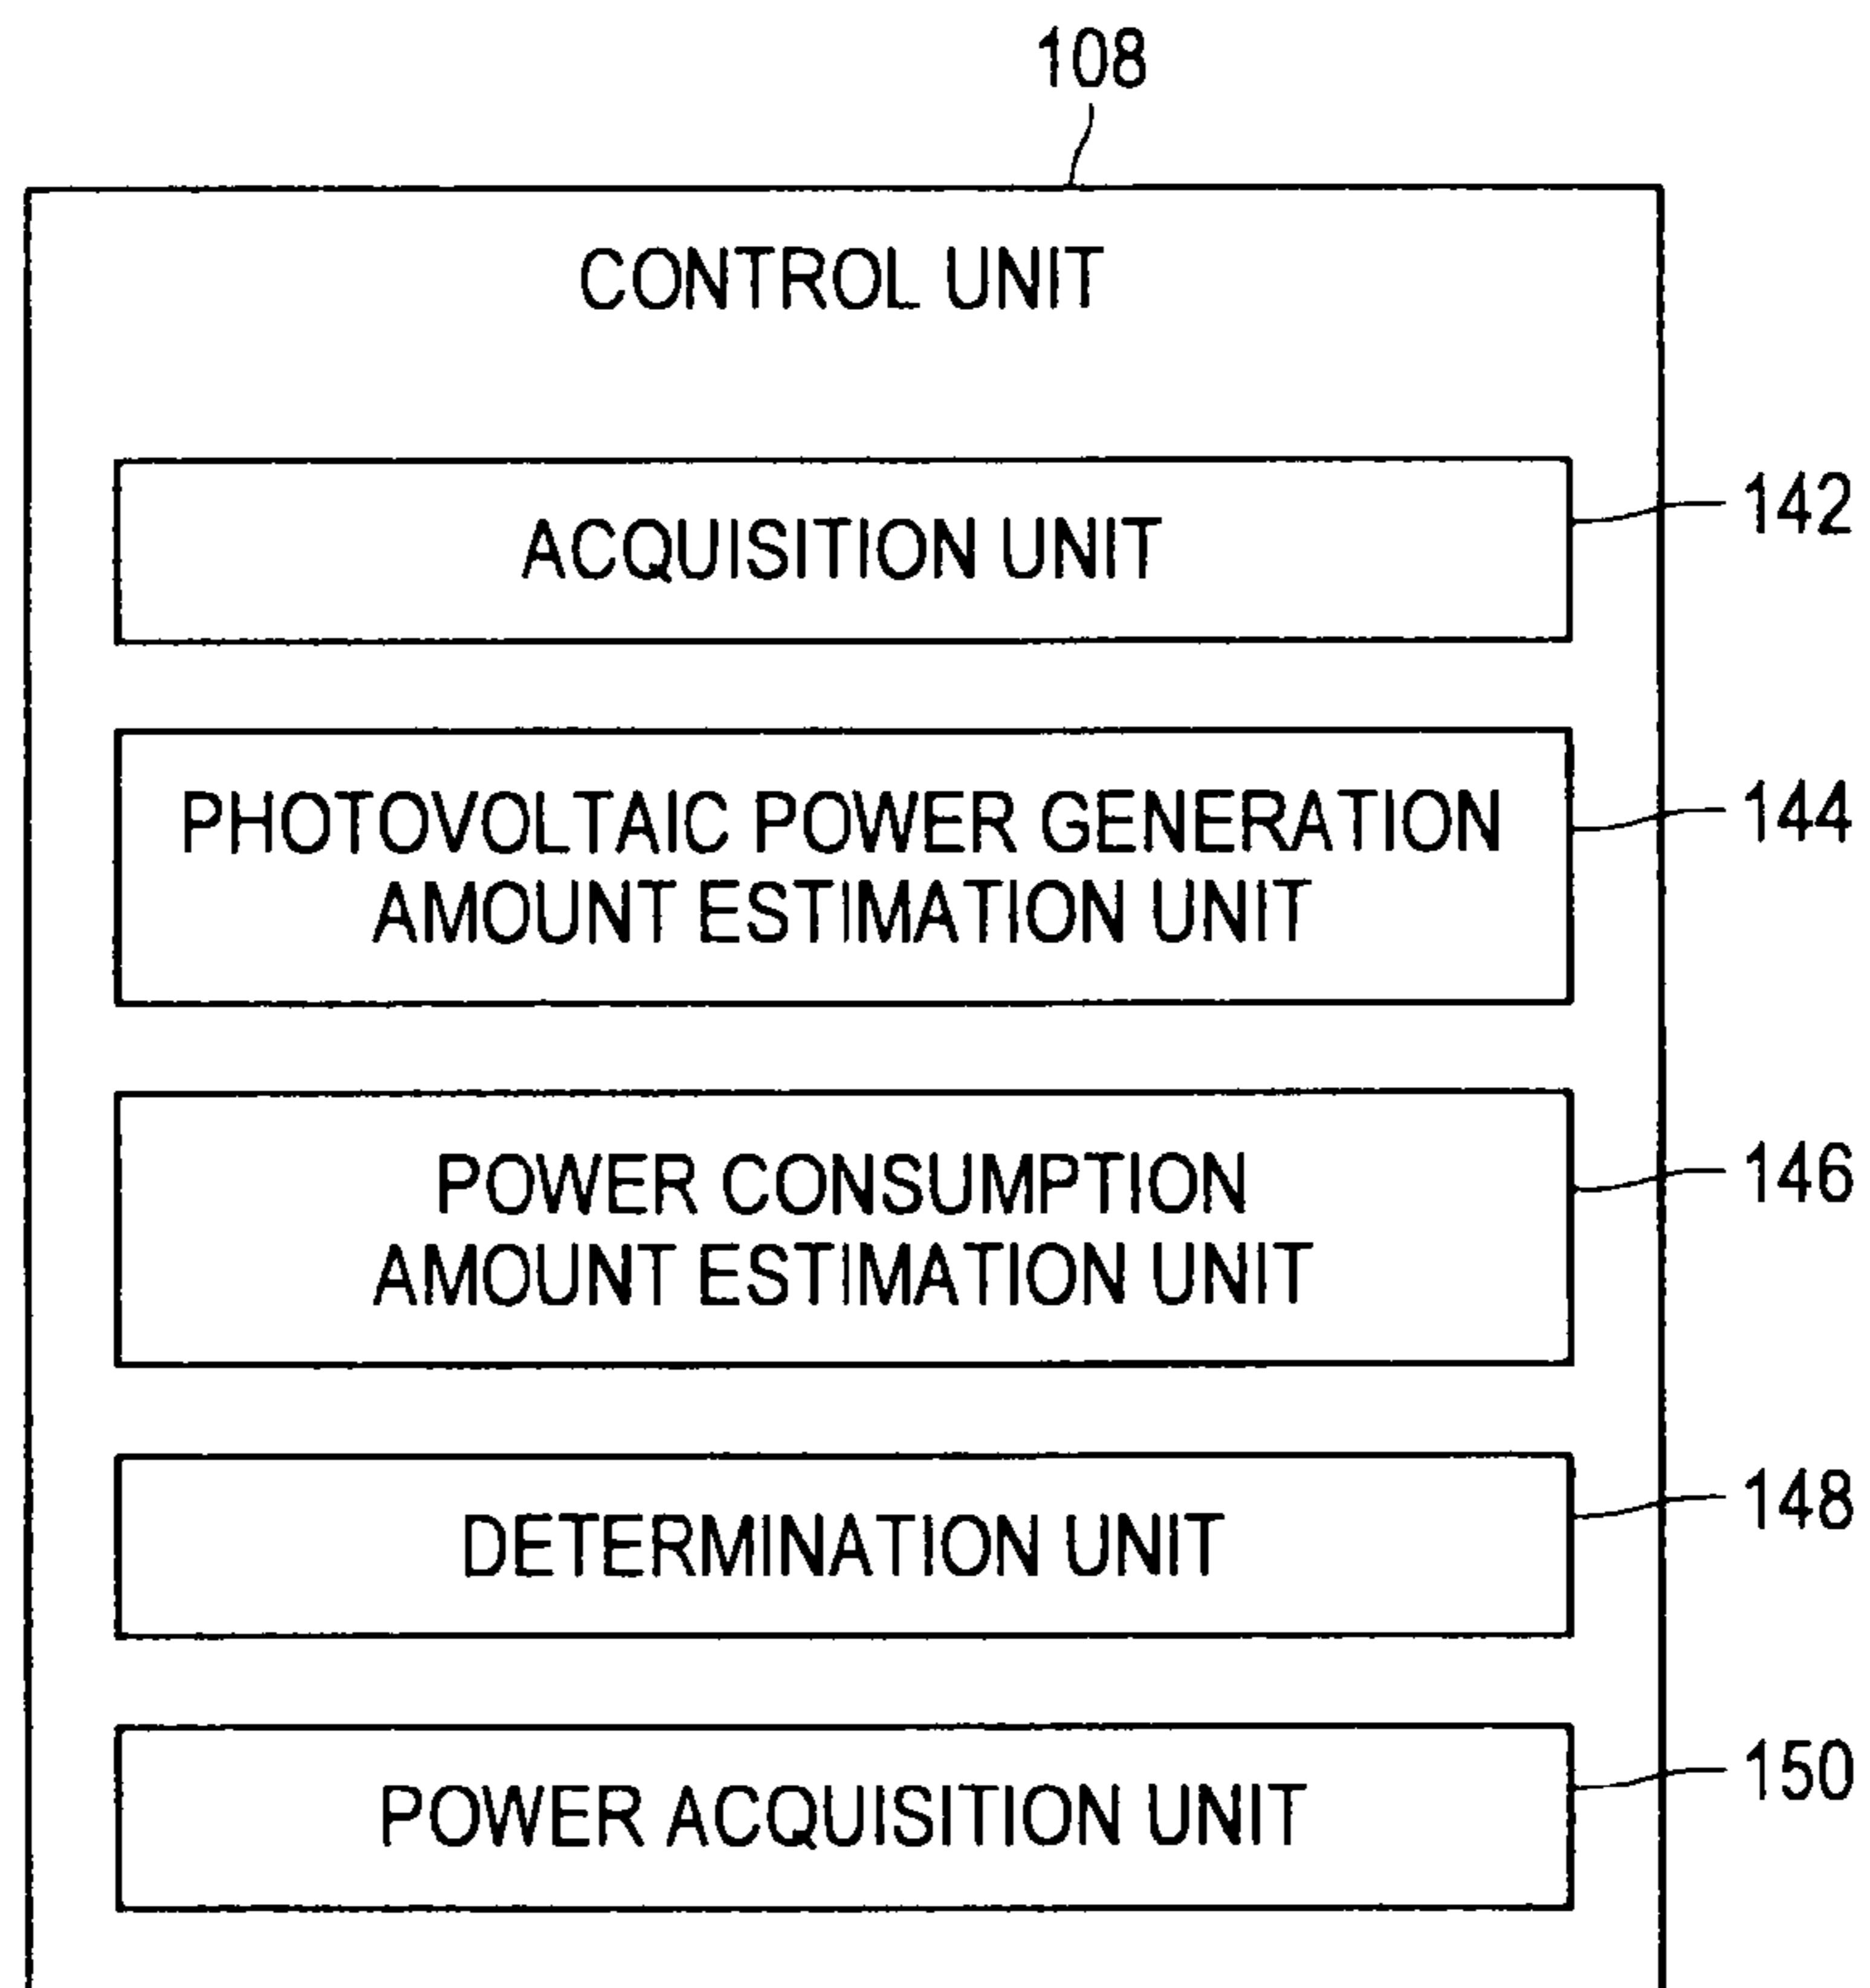 108
CONTROL UNIT
ACQUISITION UNIT
142
PHOTOVOLTAIC POWER GENERATION
AMOUNT ESTIMATION UNIT
144
POWER CONSUMPTION
AMOUNT ESTIMATION UNIT
146
DETERMINATION UNIT
148
POWER ACQUISITION UNIT
150